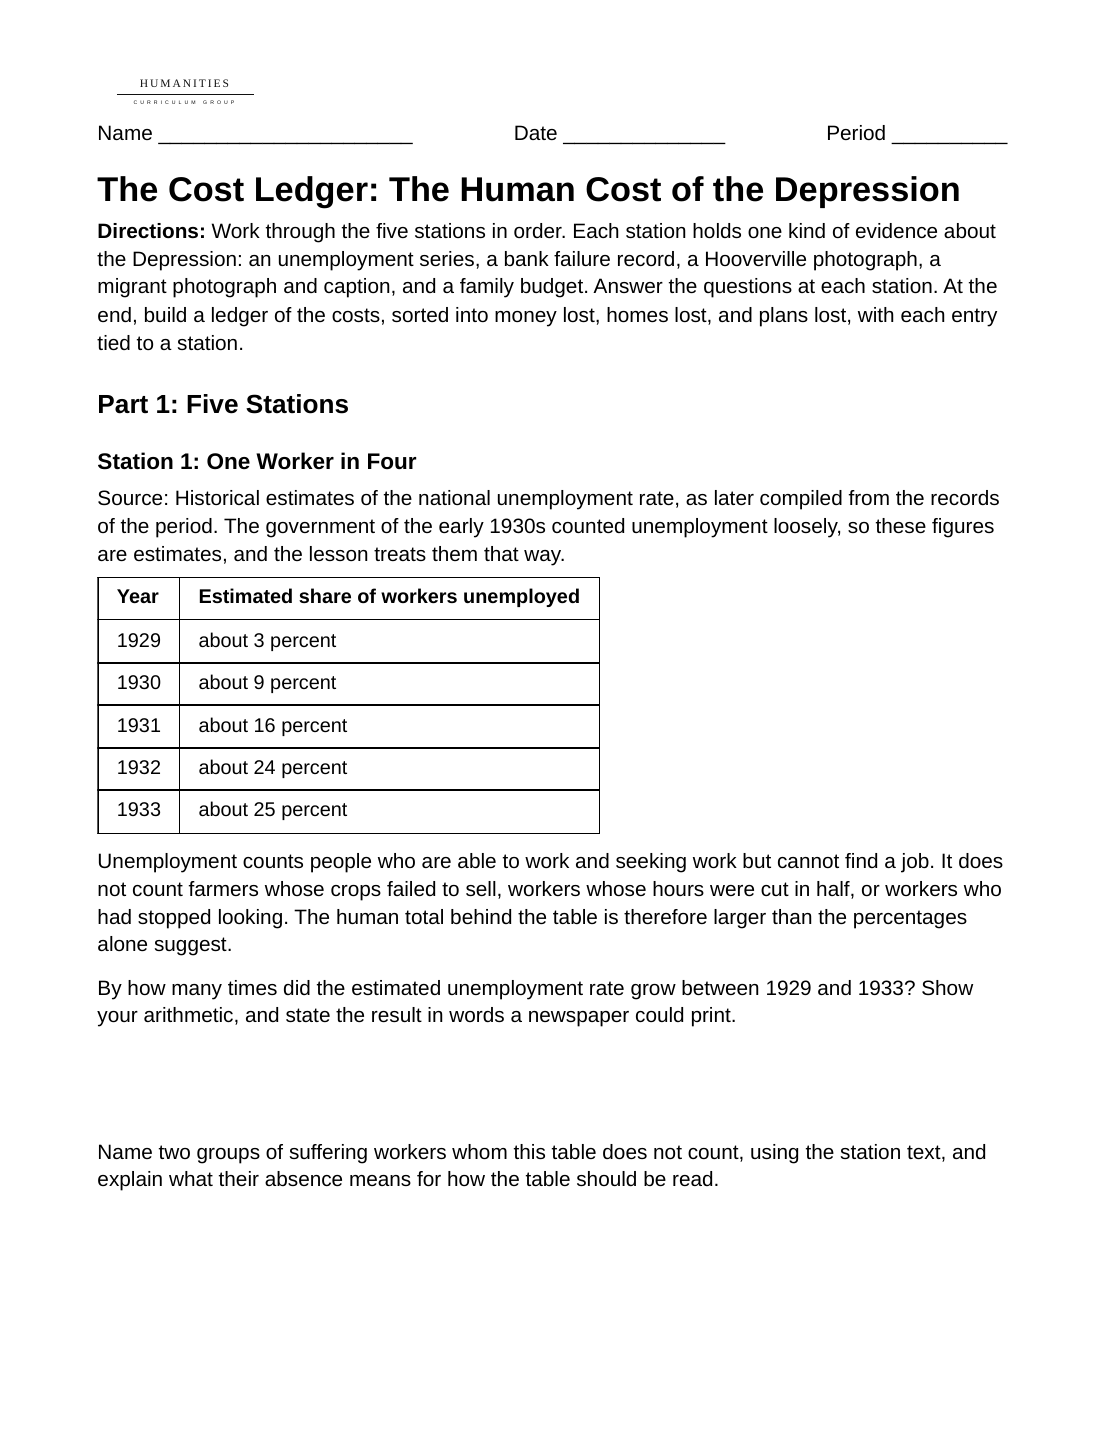 HUMANITIES
CURRICULUM GROUP
Name ______________________ Date ______________ Period __________
The Cost Ledger: The Human Cost of the Depression
Directions: Work through the five stations in order. Each station holds one kind of evidence about
the Depression: an unemployment series, a bank failure record, a Hooverville photograph, a
migrant photograph and caption, and a family budget. Answer the questions at each station. At the
end, build a ledger of the costs, sorted into money lost, homes lost, and plans lost, with each entry
tied to a station.
Part 1: Five Stations
Station 1: One Worker in Four
Source: Historical estimates of the national unemployment rate, as later compiled from the records
of the period. The government of the early 1930s counted unemployment loosely, so these figures
are estimates, and the lesson treats them that way.
Year Estimated share of workers unemployed
1929 about 3 percent
1930 about 9 percent
1931 about 16 percent
1932 about 24 percent
1933 about 25 percent
Unemployment counts people who are able to work and seeking work but cannot find a job. It does
not count farmers whose crops failed to sell, workers whose hours were cut in half, or workers who
had stopped looking. The human total behind the table is therefore larger than the percentages
alone suggest.
By how many times did the estimated unemployment rate grow between 1929 and 1933? Show
your arithmetic, and state the result in words a newspaper could print.
Name two groups of suffering workers whom this table does not count, using the station text, and
explain what their absence means for how the table should be read.